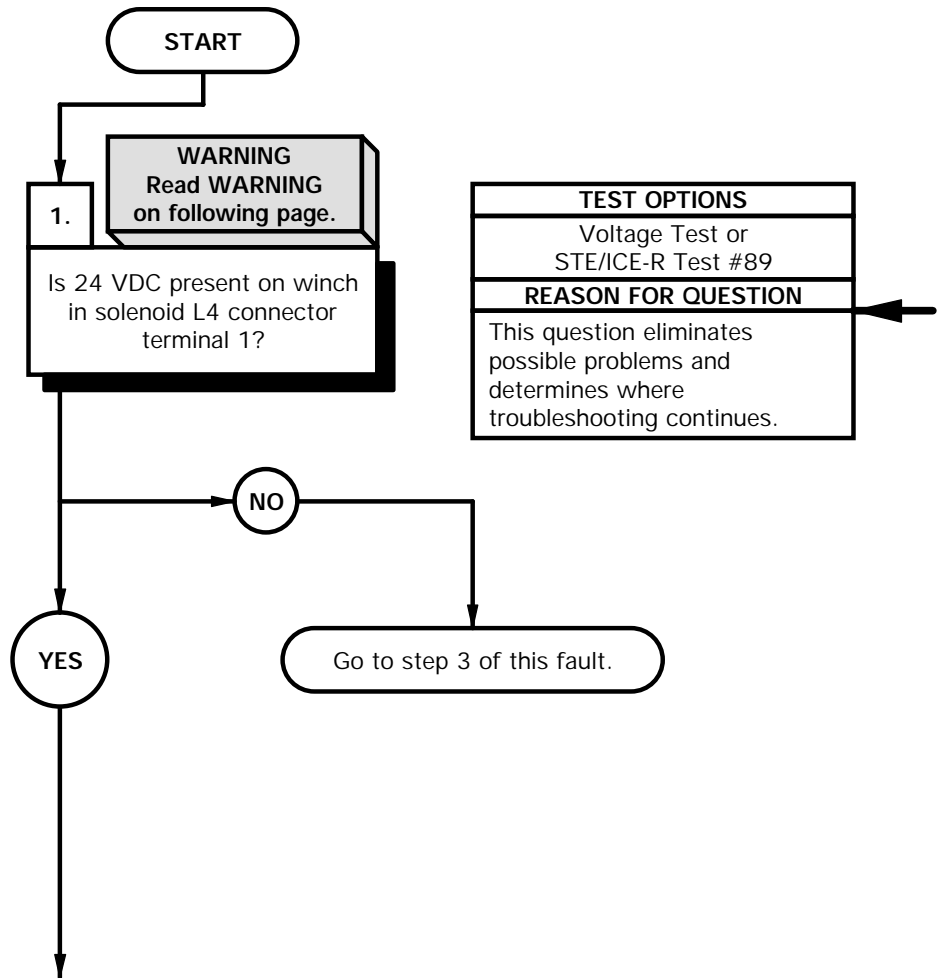 START
WARNING
Read WARNING
on following page.
1.
Is 24 VDC present on winch
in solenoid L4 connector
terminal 1?
TEST OPTIONS
Voltage Test or
STE/ICE-R Test #89
REASON FOR QUESTION
This question eliminates
possible problems and
determines where
troubleshooting continues.
NO
YES
Go to step 3 of this fault.